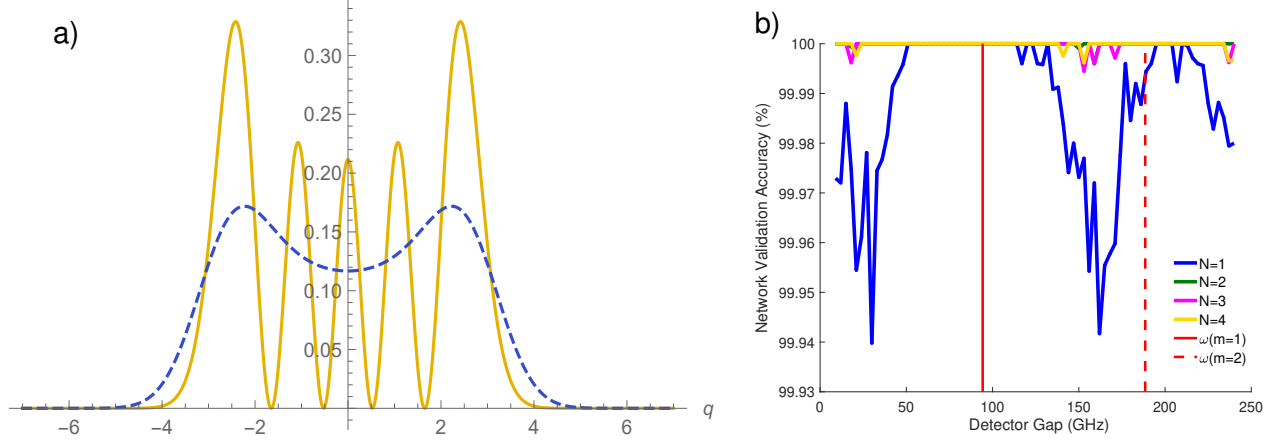 a)
0.30
0.25
0.20
0.15
0.10
0.05
−6
−4
−2
2
4
6
q
b)
Network Validation Accuracy (%)
100
99.99
99.98
99.97
99.96
99.95
99.94
99.93
0
50
100
150
200
250
Detector Gap (GHz)
N=1
N=2
N=3
N=4
ω(m=1)
ω(m=2)